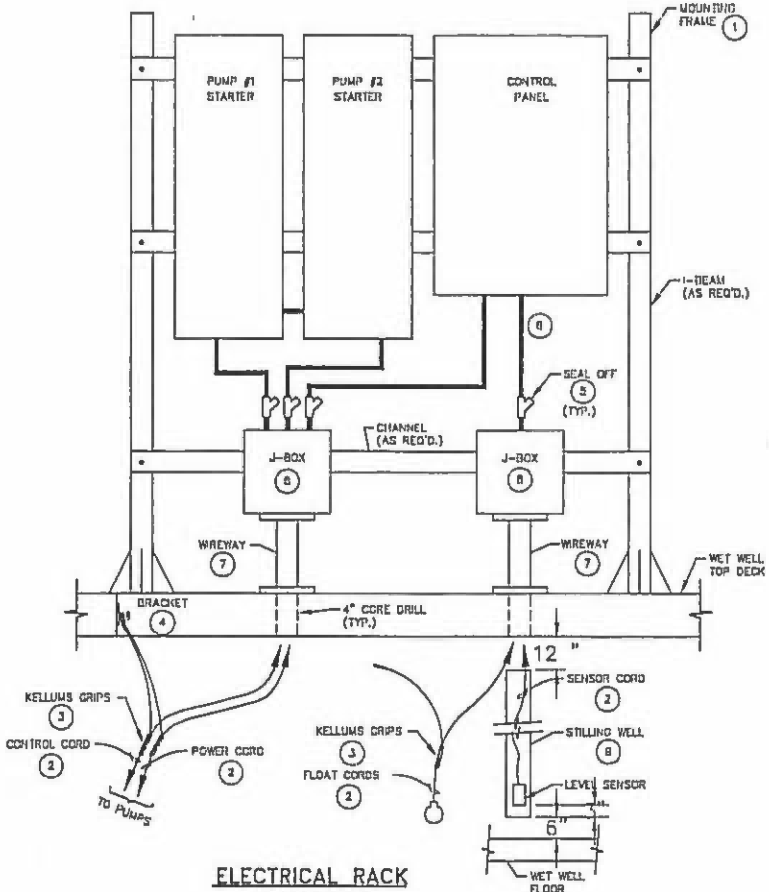 MOUNTING
FRAME 1
PUMP #1
STARTER
PUMP #2
STARTER
CONTROL
PANEL
I-BEAM
(AS REQ'D.)
SEAL OFF
5
(TYP.)
CHANNEL
(AS REQ'D.)
J-BOX
6
J-BOX
WIREWAY
7
WIREWAY
7
WET WELL
TOP DECK
BRACKET
4
4" CORE DRILL
(TYP.)
12 "
SENSOR CORD
2
KELLUMS GRIPS
3
CONTROL CORD
2
POWER CORD
2
TO PUMPS
KELLUMS GRIPS
3
FLOAT CORDS
2
STILLING WELL
LEVEL SENSOR
6"
WET WELL
FLOOR
ELECTRICAL RACK